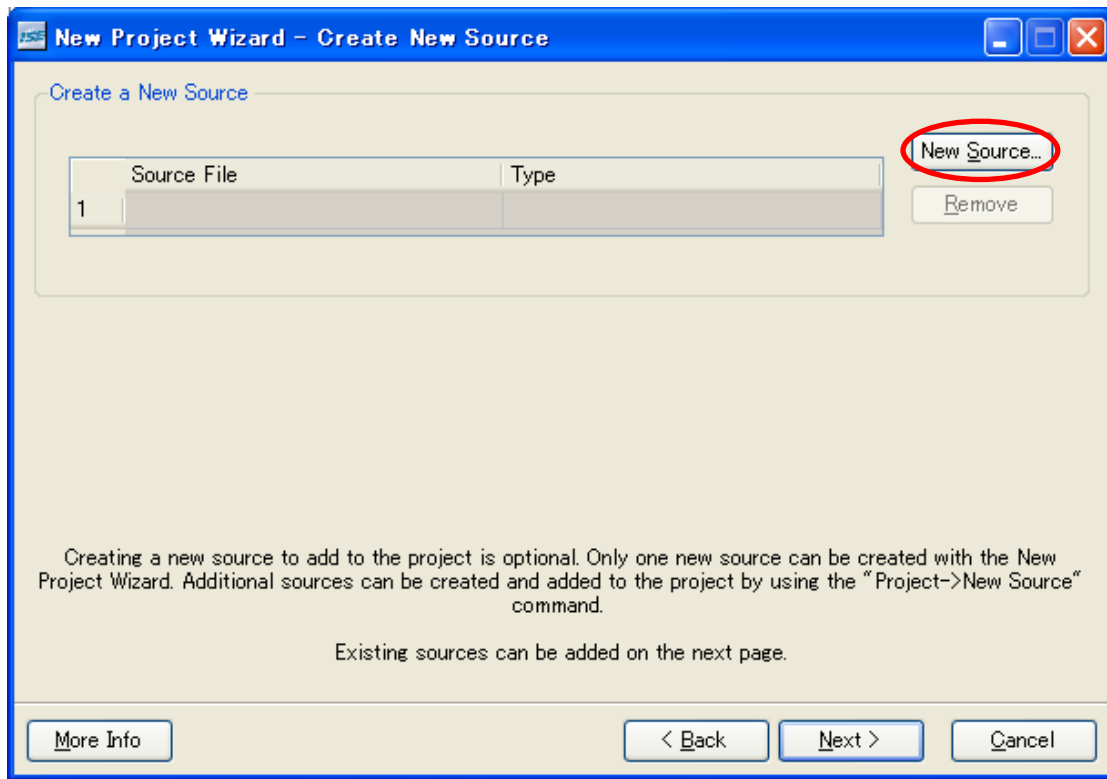 ISE New Project Wizard - Create New Source
Create a New Source
New Source...
Source File Type
Remove
1
Creating a new source to add to the project is optional. Only one new source can be created with the New
Project Wizard. Additional sources can be created and added to the project by using the "Project->New Source"
command.
Existing sources can be added on the next page.
More Info < Back Next > Cancel